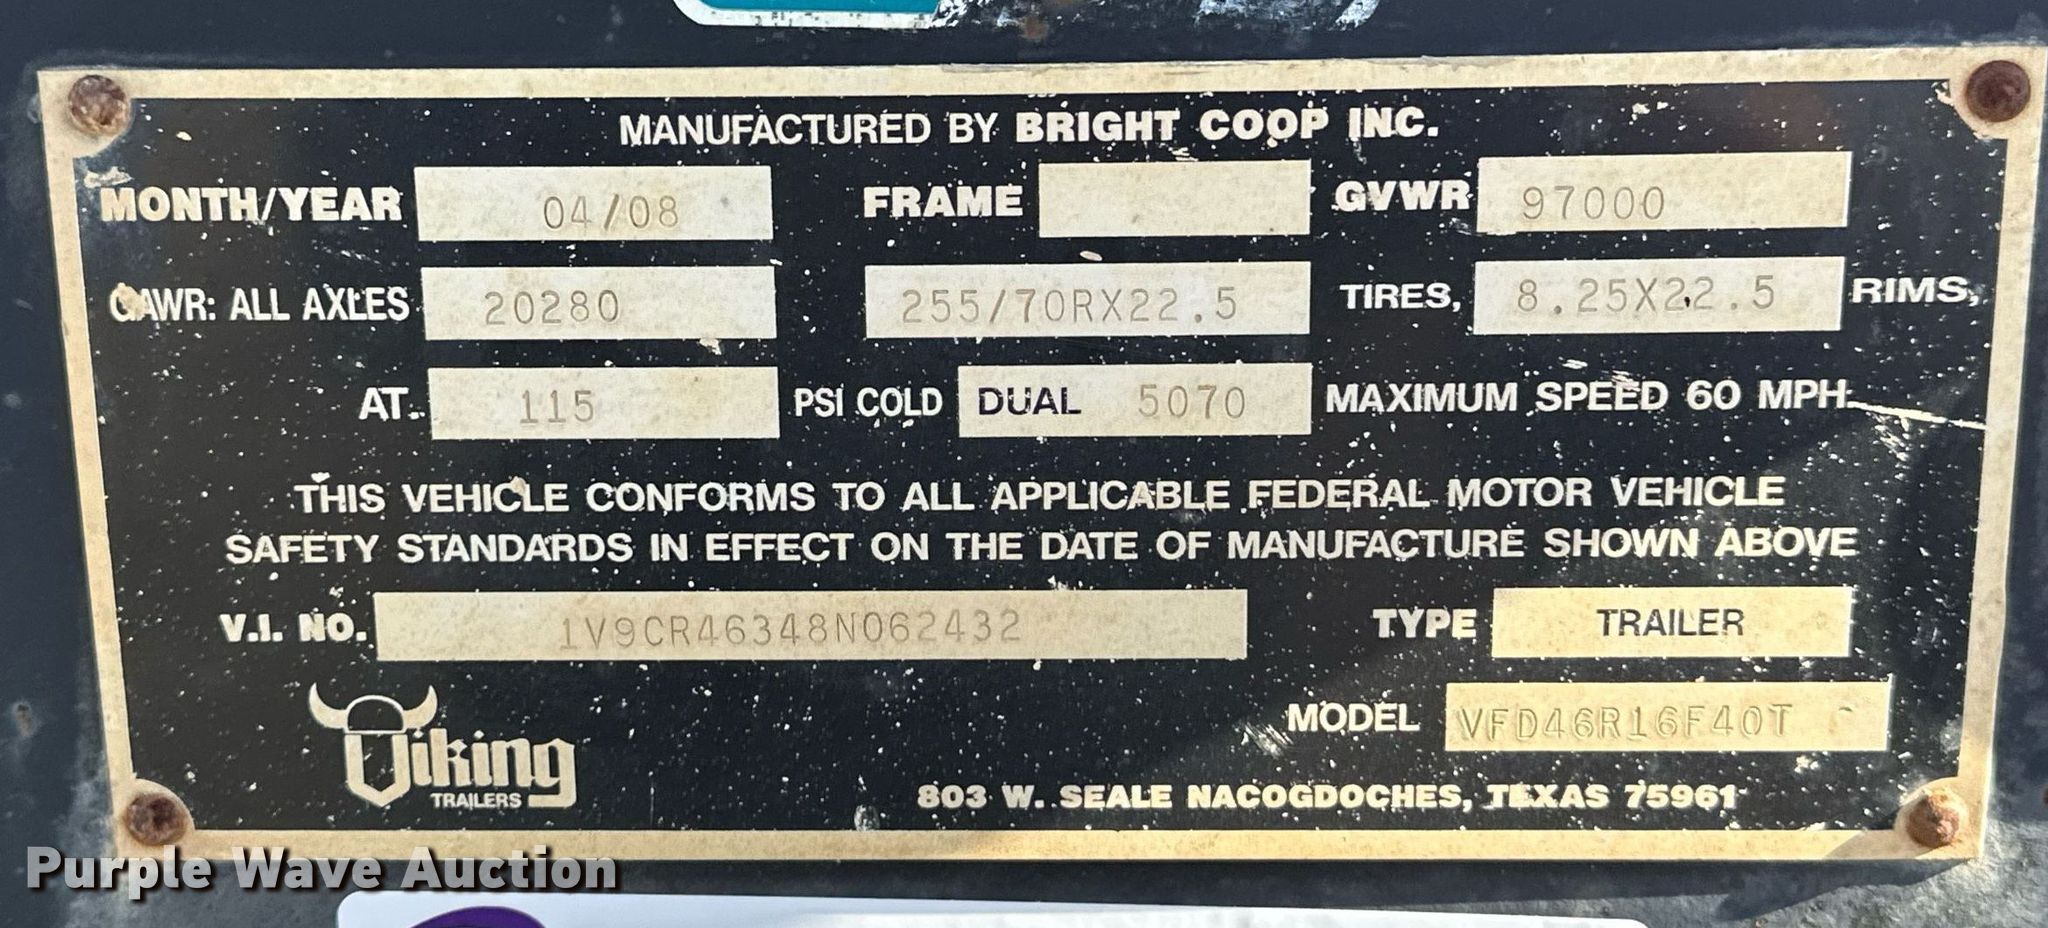 MANUFACTURED BY BRIGHT COOP INC.
MONTH/YEAR 04/08 FRAME GVWR 97000
GAWR: ALL AXLES 20280 255/70RX22.5 TIRES, 8.25X22.5 RIMS,
AT 115 PSI COLD DUAL 5070 MAXIMUM SPEED 60 MPH.
THIS VEHICLE CONFORMS TO ALL APPLICABLE FEDERAL MOTOR VEHICLE
SAFETY STANDARDS IN EFFECT ON THE DATE OF MANUFACTURE SHOWN ABOVE
V.I. NO. 1V9CR46348N062432 TYPE TRAILER
MODEL VFD46R16F40T
Viking
TRAILERS
803 W. SEALE NACOGDOCHES, TEXAS 75961
Purple Wave Auction